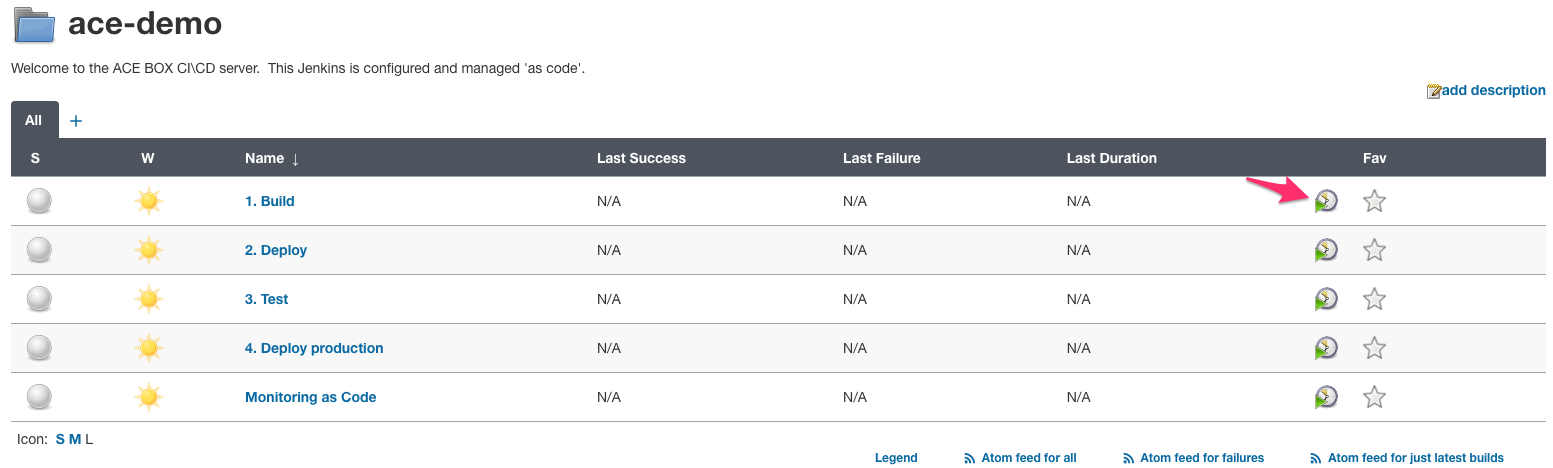 ace-demo
Welcome to the ACE BOX CI\CD server.  This Jenkins is configured and managed 'as code'.
add description
All +
S W Name ↓ Last Success Last Failure Last Duration Fav
1. Build N/A N/A N/A
2. Deploy N/A N/A N/A
3. Test N/A N/A N/A
4. Deploy production N/A N/A N/A
Monitoring as Code N/A N/A N/A
Icon: S M L
Legend Atom feed for all Atom feed for failures Atom feed for just latest builds